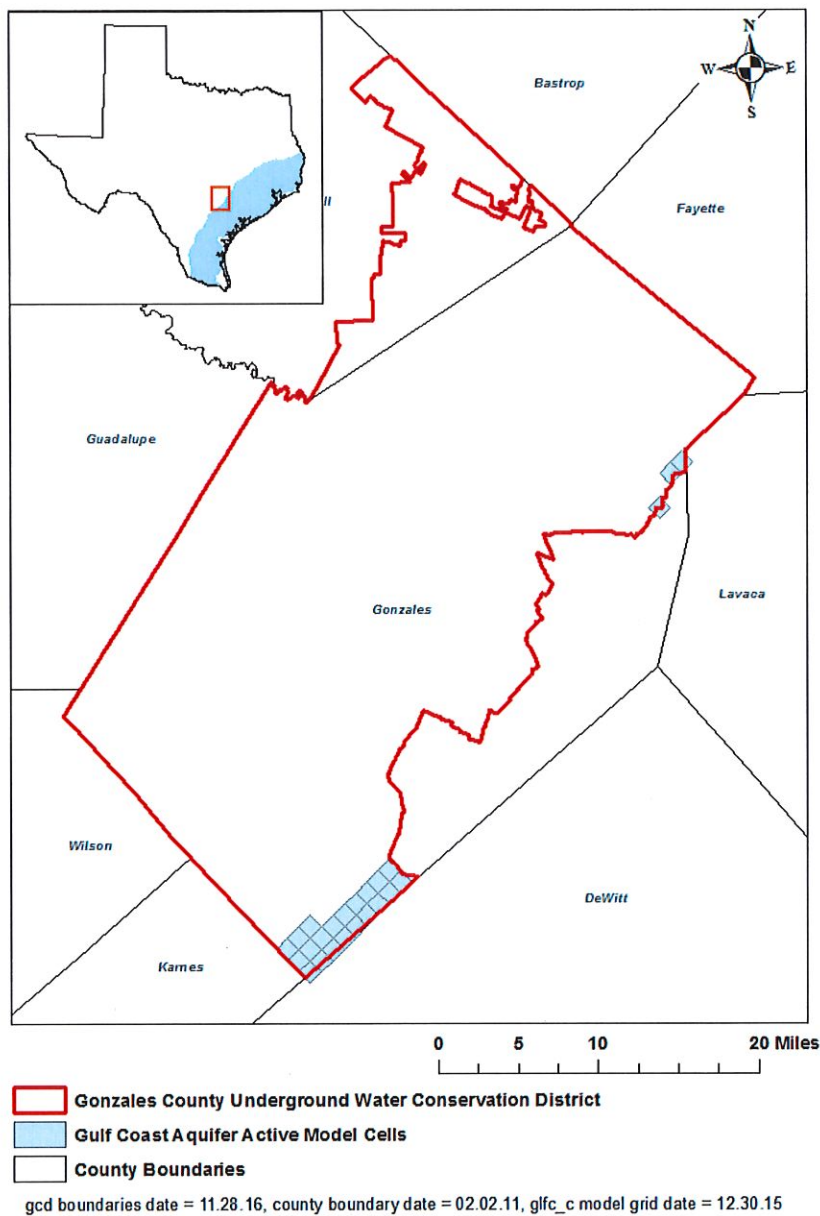 N
W E
S
Bastrop
ll
Fayette
Guadalupe
Gonzales
Lavaca
Wilson
DeWitt
Karnes
0 5 10 20 Miles
Gonzales County Underground Water Conservation District
Gulf Coast Aquifer Active Model Cells
County Boundaries
gcd boundaries date = 11.28.16, county boundary date = 02.02.11, glfc_c model grid date = 12.30.15